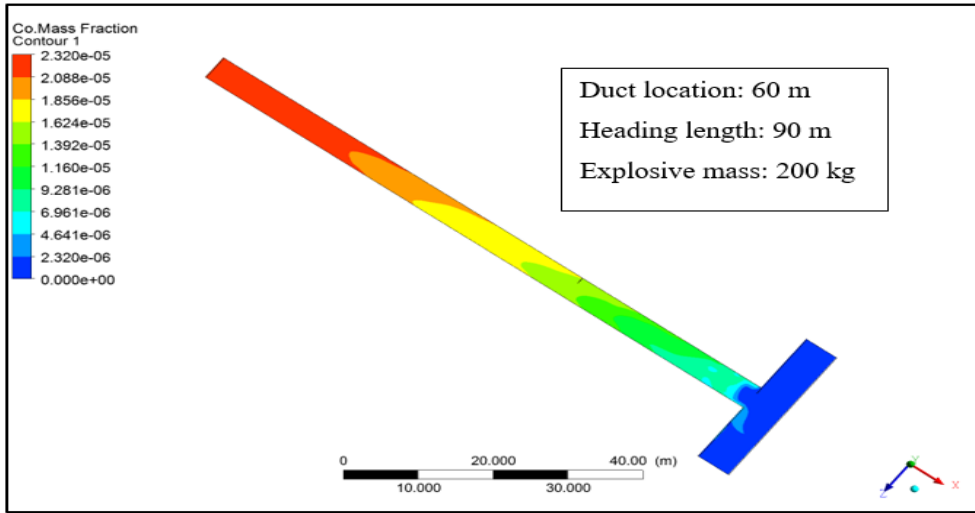 Co.Mass Fraction
Contour 1
2.320e-05
2.088e-05
1.856e-05
1.624e-05
1.392e-05
1.160e-05
9.281e-06
6.961e-06
4.641e-06
2.320e-06
0.000e+00
Duct location: 60 m
Heading length: 90 m
Explosive mass: 200 kg
0 20.000 40.00 (m)
10.000 30.000
Y
Z X